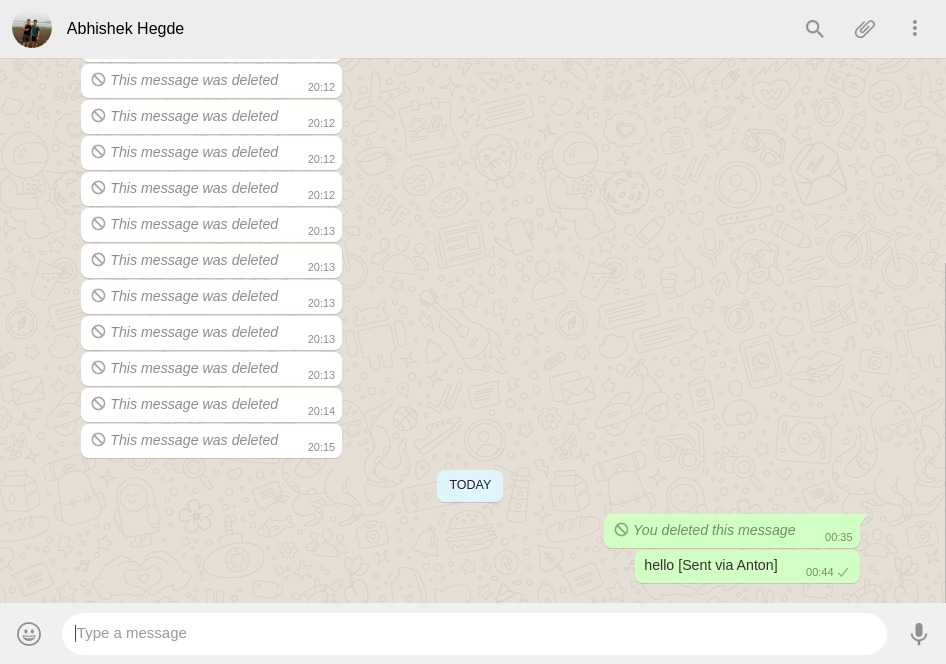 Abhishek Hegde
This message was deleted
20:12
This message was deleted
20:12
This message was deleted
20:12
This message was deleted
20:12
This message was deleted
20:13
This message was deleted
20:13
This message was deleted
20:13
This message was deleted
20:13
This message was deleted
20:13
This message was deleted
20:14
This message was deleted
20:15
TODAY
You deleted this message
00:35
hello [Sent via Anton]
00:44
Type a message